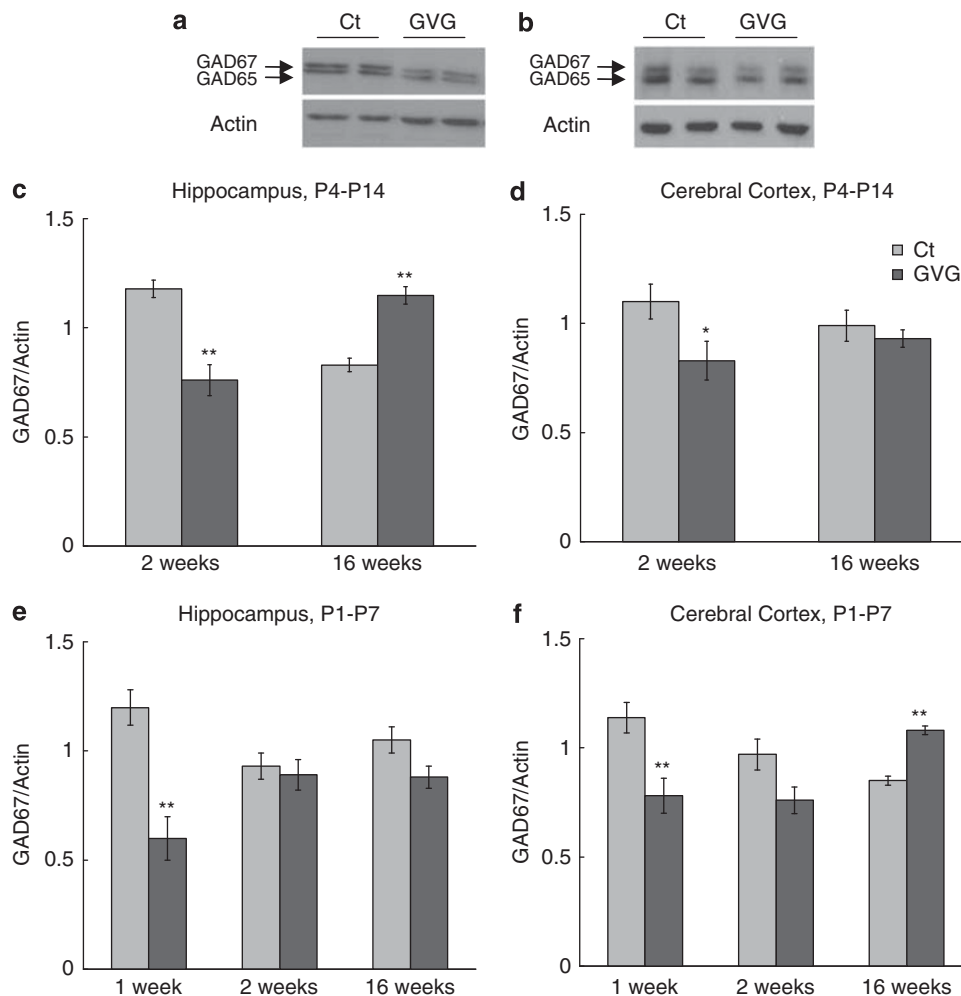 a
Ct GVG
GAD67
GAD65
Actin
b
Ct GVG
GAD67
GAD65
Actin
c Hippocampus, P4-P14
1.5
1
0.5
0
GAD67/Actin
**
**
2 weeks 16 weeks
d Cerebral Cortex, P4-P14
1.5
1
0.5
0
GAD67/Actin
Ct
GVG
*
2 weeks 16 weeks
e Hippocampus, P1-P7
1.5
1
0.5
0
GAD67/Actin
**
1 week 2 weeks 16 weeks
f Cerebral Cortex, P1-P7
1.5
1
0.5
0
GAD67/Actin
**
**
1 week 2 weeks 16 weeks